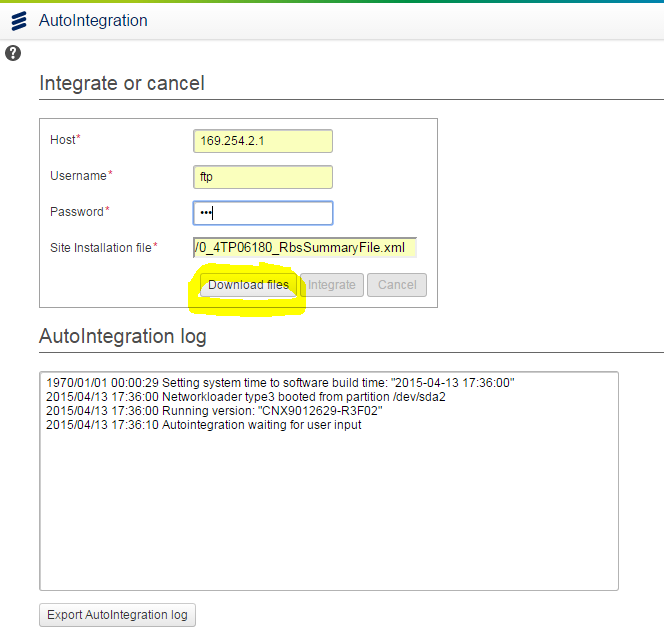 AutoIntegration
?
Integrate or cancel
Host* 169.254.2.1
Username* ftp
Password* •••
Site Installation file* /0_4TP06180_RbsSummaryFile.xml
Download files Integrate Cancel
AutoIntegration log
1970/01/01 00:00:29 Setting system time to software build time: "2015-04-13 17:36:00"
2015/04/13 17:36:00 Networkloader type3 booted from partition /dev/sda2
2015/04/13 17:36:00 Running version: "CNX9012629-R3F02"
2015/04/13 17:36:10 Autointegration waiting for user input
Export AutoIntegration log